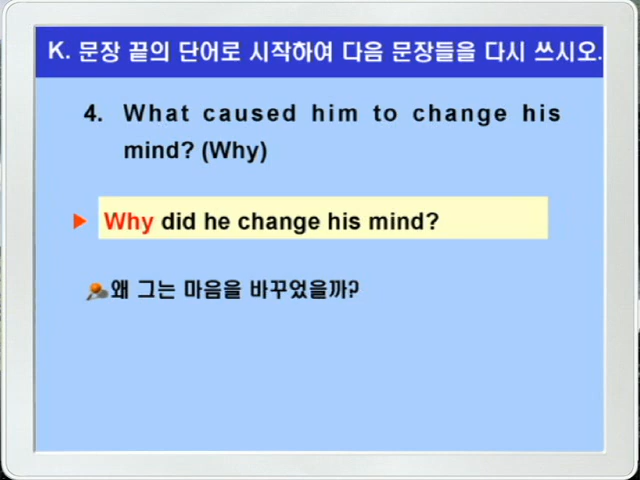 K. 문장 끝의 단어로 시작하여 다음 문장들을 다시 쓰시오.
4. What caused him to change his
mind? (Why)
Why did he change his mind?
왜 그는 마음을 바꾸었을까?